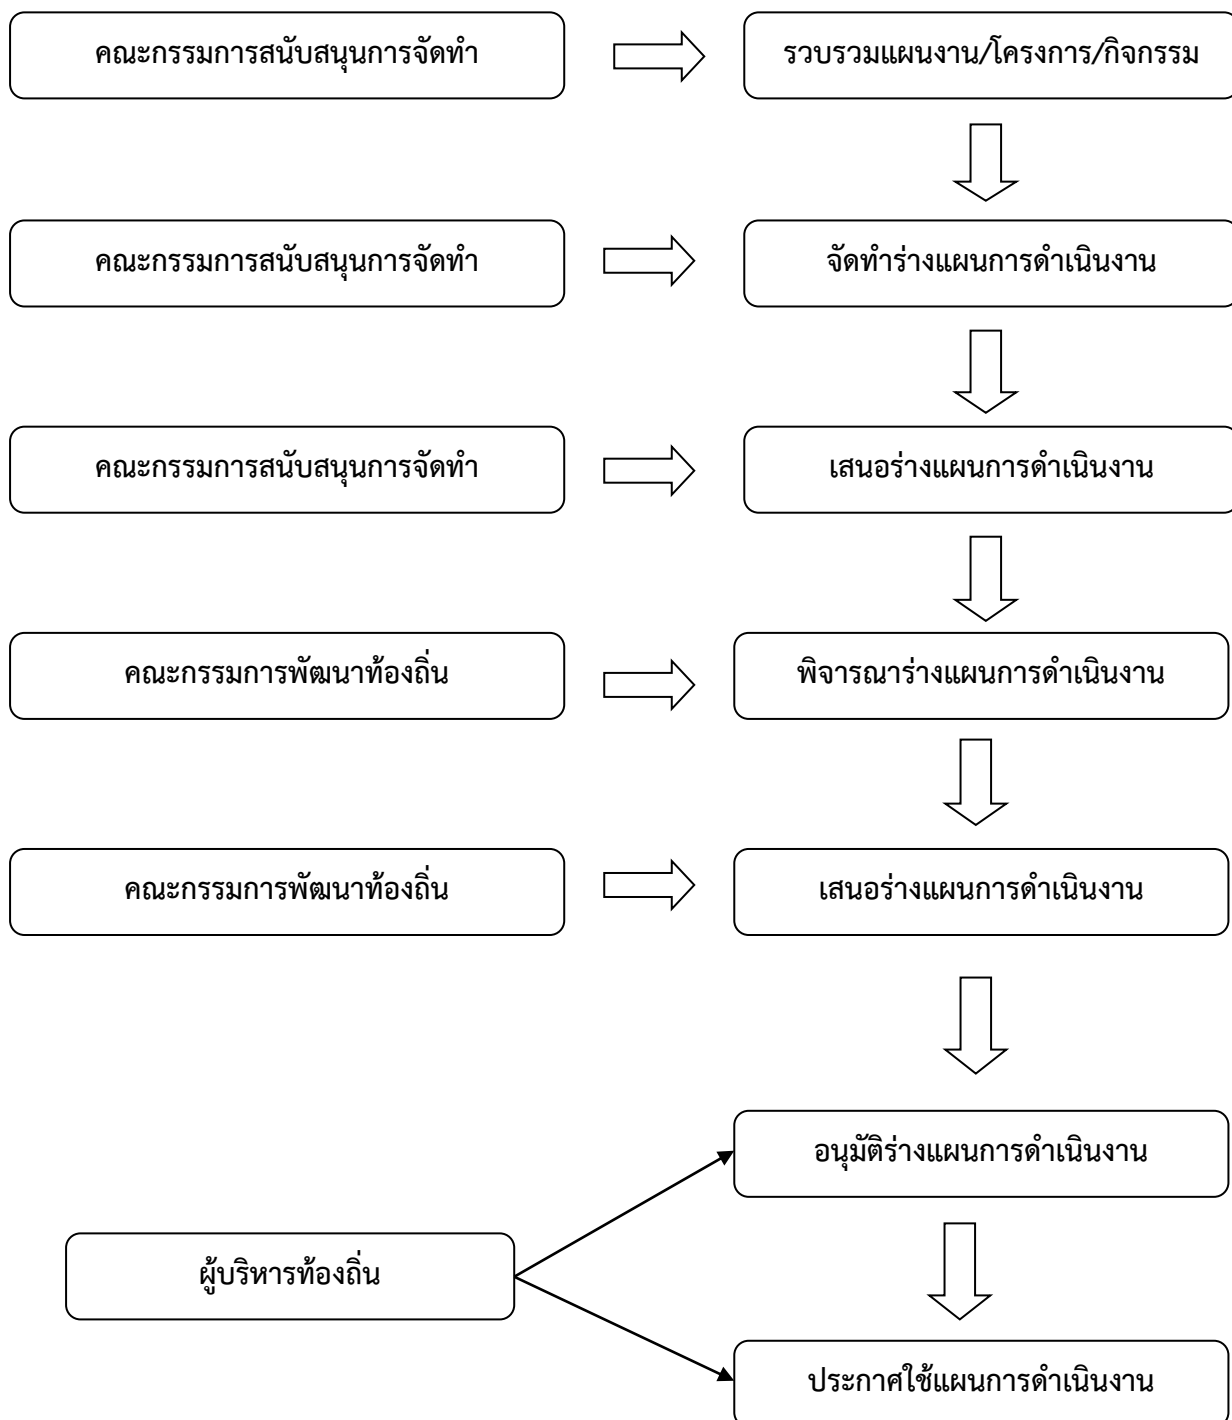 คณะกรรมการสนับสนุนการจัดทำ
รวบรวมแผนงาน/โครงการ/กิจกรรม
คณะกรรมการสนับสนุนการจัดทำ
จัดทำร่างแผนการดำเนินงาน
คณะกรรมการสนับสนุนการจัดทำ
เสนอร่างแผนการดำเนินงาน
คณะกรรมการพัฒนาท้องถิ่น
พิจารณาร่างแผนการดำเนินงาน
คณะกรรมการพัฒนาท้องถิ่น
เสนอร่างแผนการดำเนินงาน
อนุมัติร่างแผนการดำเนินงาน
ผู้บริหารท้องถิ่น
ประกาศใช้แผนการดำเนินงาน